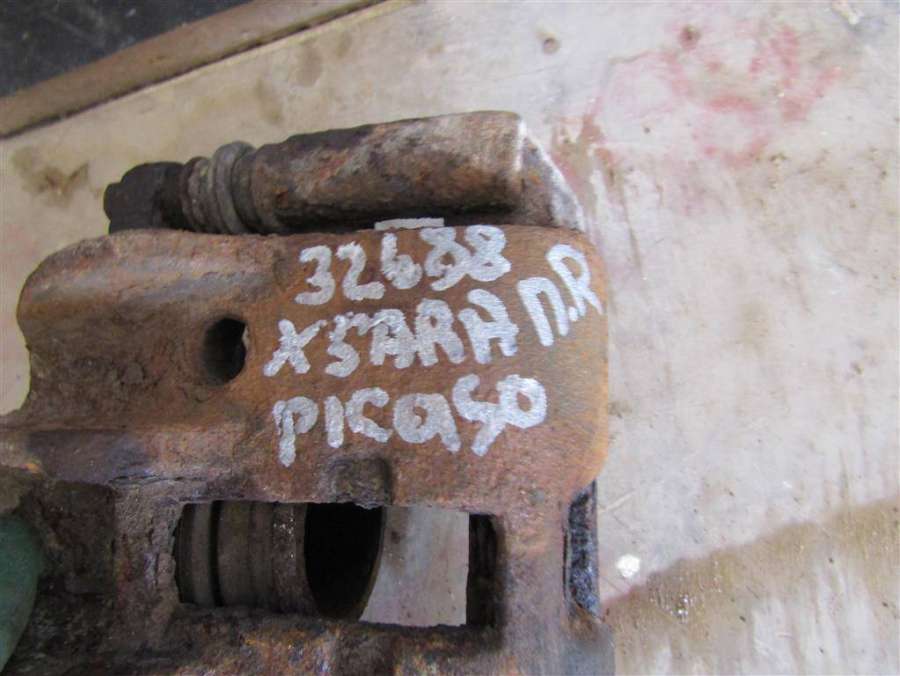 32688
XSARA П.R
PICASO